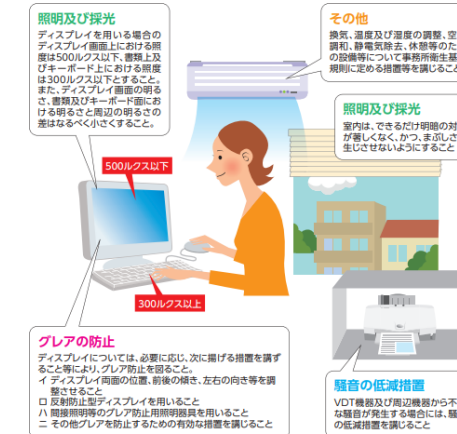 照明及び採光
ディスプレイを用いる場合の
ディスプレイ画面上における照
度は500ルクス以下、書類上及
びキーボード上における照度
は300ルクス以上とすること。
また、ディスプレイ画面の明る
さ、書類及びキーボード面にお
ける明るさと周辺の明るさの
差はなるべく小さくすること。
その他
換気、温度及び湿度の調整、空
調和、静電気除去、休憩等のた
の設備等について事務所衛生基
規則に定める措置等を講じること
照明及び採光
室内は、できるだけ明暗の対
が著しくなく、かつ、まぶしさ
生じさせないようにすること
500ルクス以下
300ルクス以上
グレアの防止
ディスプレイについては、必要に応じ、次に掲げる措置を講ず
ること等により、グレア防止を図ること。
イ ディスプレイ画面の位置、前後の傾き、左右の向き等を調
整させること
ロ 反射防止型ディスプレイを用いること
ハ 間接照明等のグレア防止用照明器具を用いること
ニ その他グレアを防止するための有効な措置を講じること
騒音の低減措置
VDT機器及び周辺機器から不
な騒音が発生する場合には、騒
の低減措置を講じること